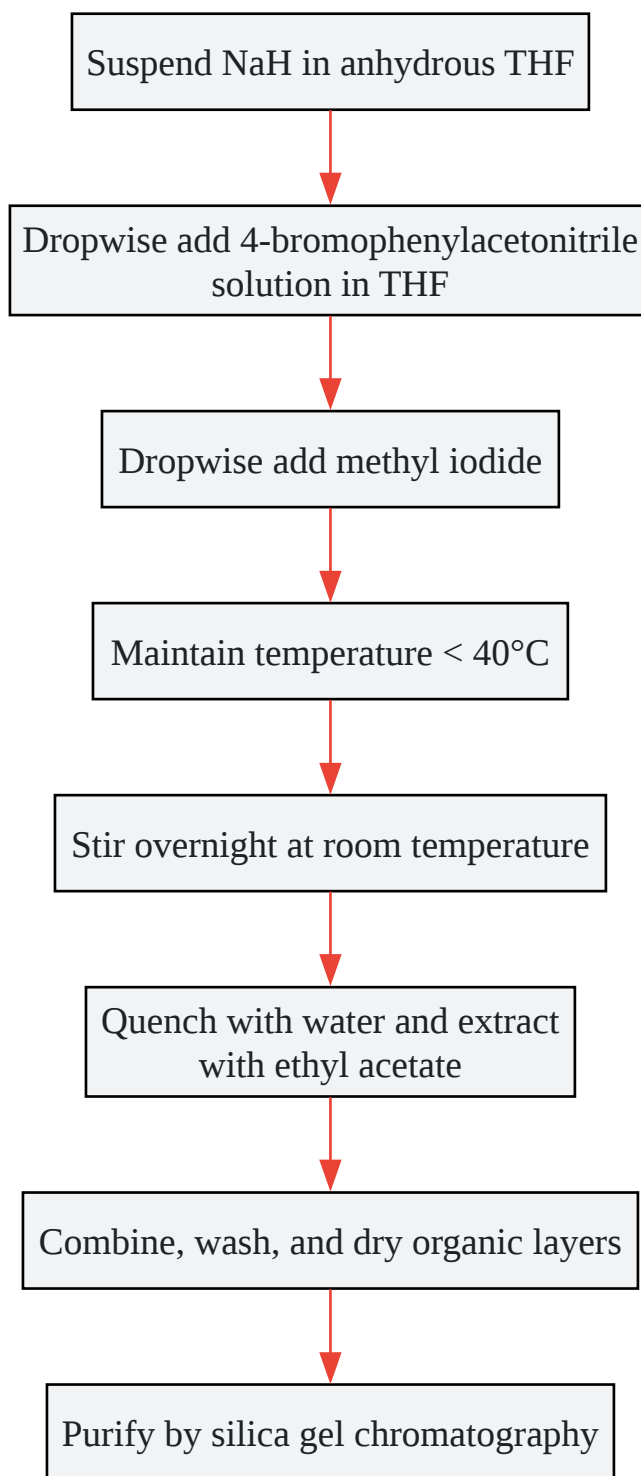 Suspend NaH in anhydrous THF
Dropwise add 4-bromophenylacetonitrile
solution in THF
Dropwise add methyl iodide
Maintain temperature < 40°C
Stir overnight at room temperature
Quench with water and extract
with ethyl acetate
Combine, wash, and dry organic layers
Purify by silica gel chromatography